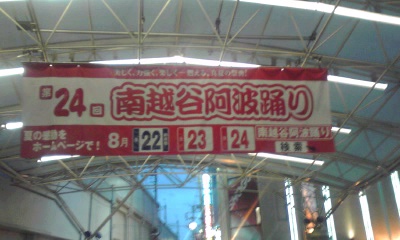 第24回 南越谷阿波踊り
夏の感動を
ホームページで!
8月 22 23 24
南越谷阿波踊り
検索